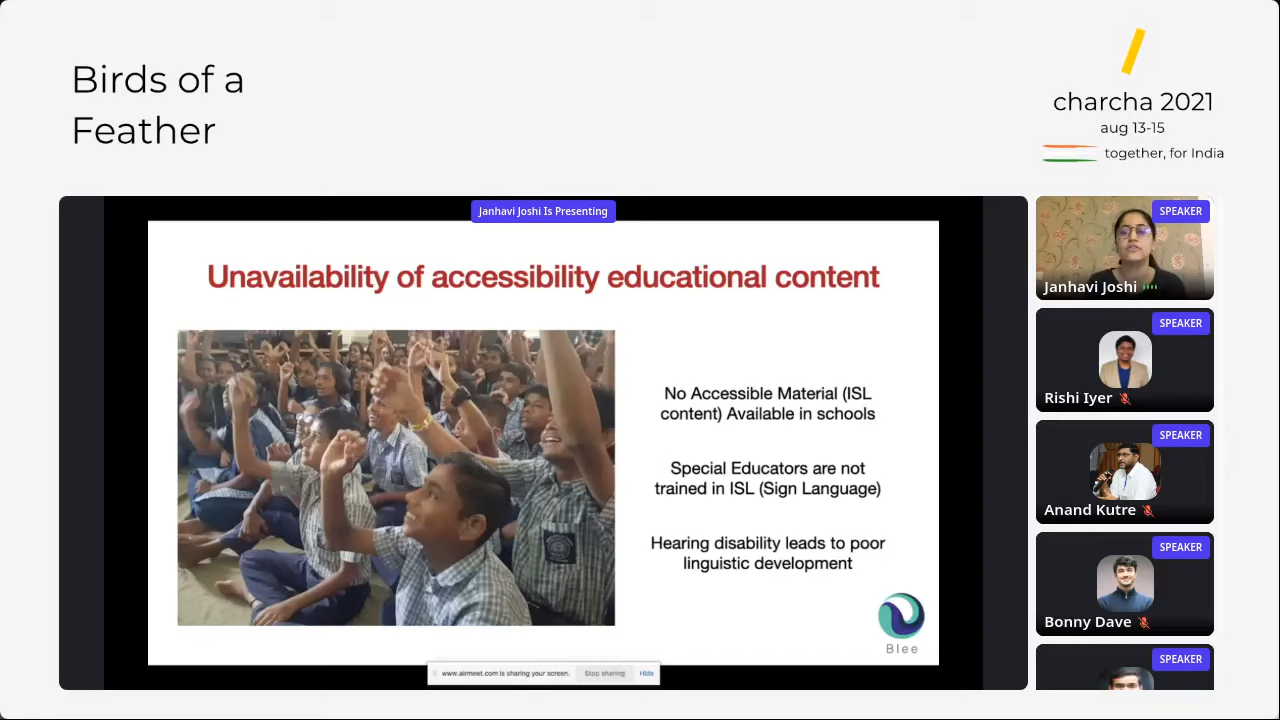 Birds of a
Feather
charcha 2021
aug 13-15
together, for India
Janhavi Joshi Is Presenting
Unavailability of accessibility educational content
No Accessible Material (ISL
content) Available in schools
Special Educators are not
trained in ISL (Sign Language)
Hearing disability leads to poor
linguistic development
Blee
www.airmeet.com is sharing your screen.
Stop sharing
Hide
SPEAKER
Janhavi Joshi
SPEAKER
Rishi Iyer
SPEAKER
Anand Kutre
SPEAKER
Bonny Dave
SPEAKER